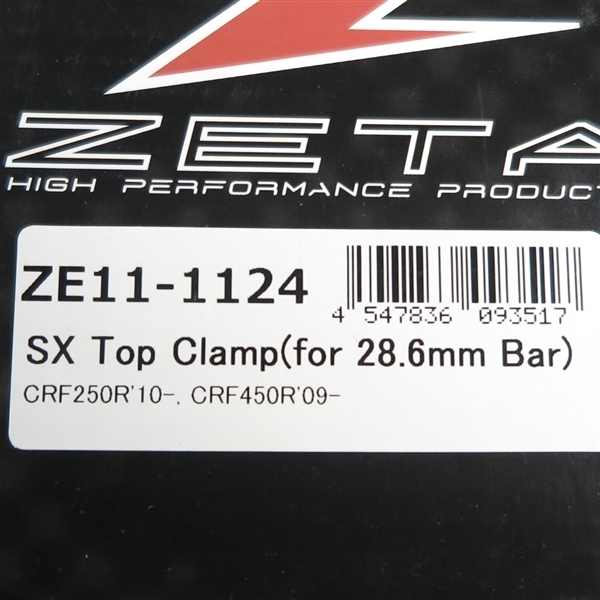 ZETA
HIGH PERFORMANCE PRODUCT
ZE11-1124
4 547836 093517
SX Top Clamp(for 28.6mm Bar)
CRF250R'10-, CRF450R'09-